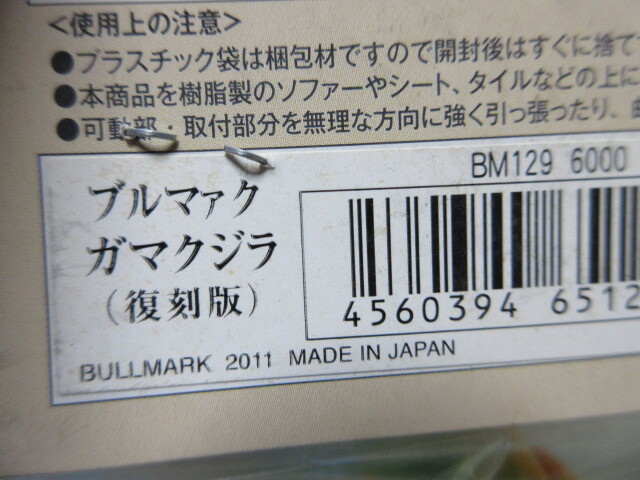 <使用上の注意>
●プラスチック袋は梱包材ですので開封後はすぐに捨て
●本商品を樹脂製のソファーやシート、タイルなどの上に
●可動部・取付部分を無理な方向に強く引っ張ったり、
BM129 6000
ブルマァク
ガマクジラ
(復刻版)
4560394 6512
BULLMARK 2011 MADE IN JAPAN